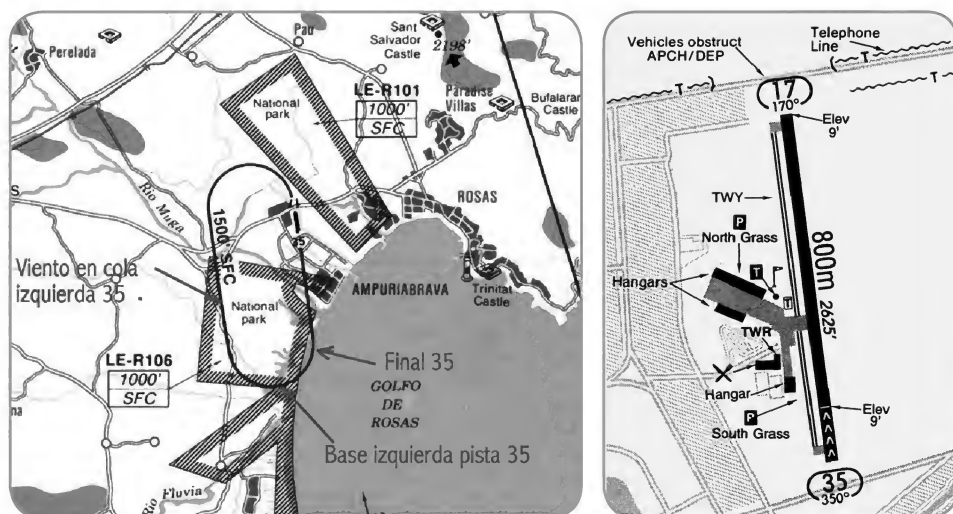 Perelada
Pau
Sant
Salvador
Castle
2198'
LE-R101
1000'
SFC
National
park
Paradise
Villas
Bufalaran
Castle
Rio Muga
ROSAS
1500' SFC
35
Viento en cola
izquierda 35
National
park
AMPURIABRAVA
Trinitat
Castle
LE-R106
1000'
SFC
Final 35
GOLFO
DE
ROSAS
Base izquierda pista 35
Rio Fluvia
Vehicles obstruct
APCH/DEP
Telephone
Line
T
T
T
17
170°
Elev
9'
TWY
P
North Grass
800m
2625'
Hangars
T
T
TWR
Hangar
Elev
9'
P
South Grass
35
350°